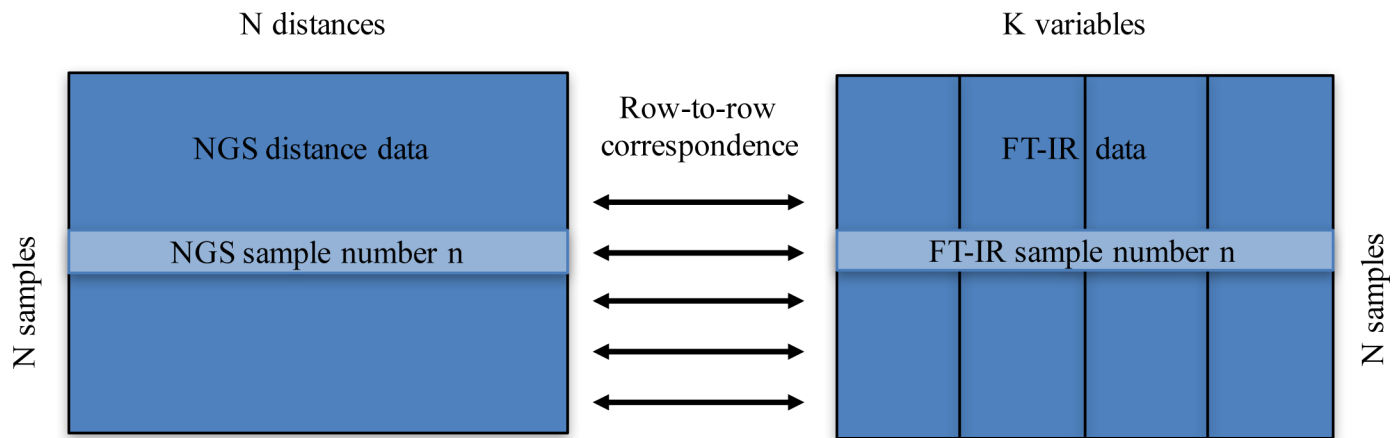 N distances
K variables
NGS distance data
Row-to-row
correspondence
FT-IR data
NGS sample number n
FT-IR sample number n
N samples
N samples